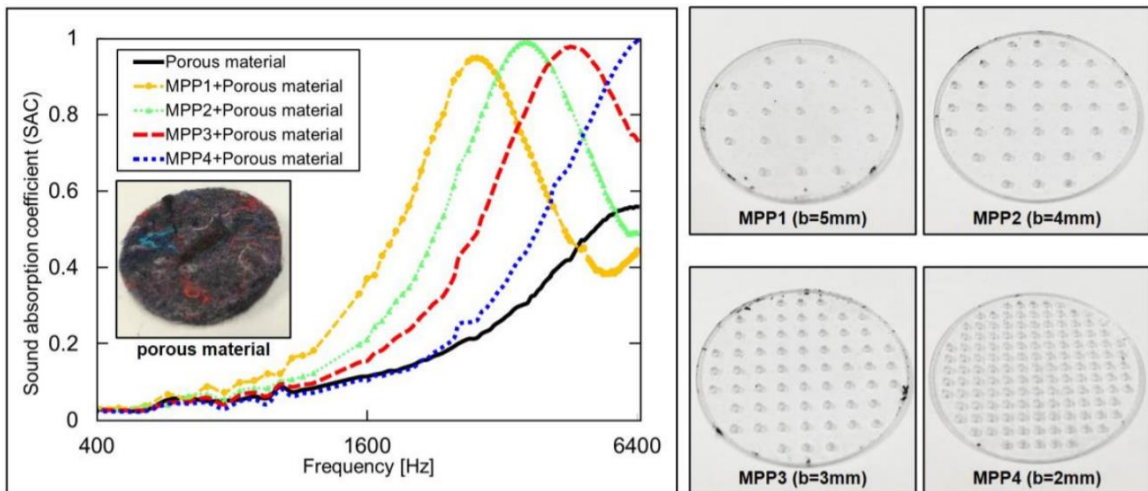 Sound absorption coefficient (SAC)
1
0.8
0.6
0.4
0.2
0
Porous material
MPP1+Porous material
MPP2+Porous material
MPP3+Porous material
MPP4+Porous material
porous material
400
1600
6400
Frequency [Hz]
MPP1 (b=5mm)
MPP2 (b=4mm)
MPP3 (b=3mm)
MPP4 (b=2mm)